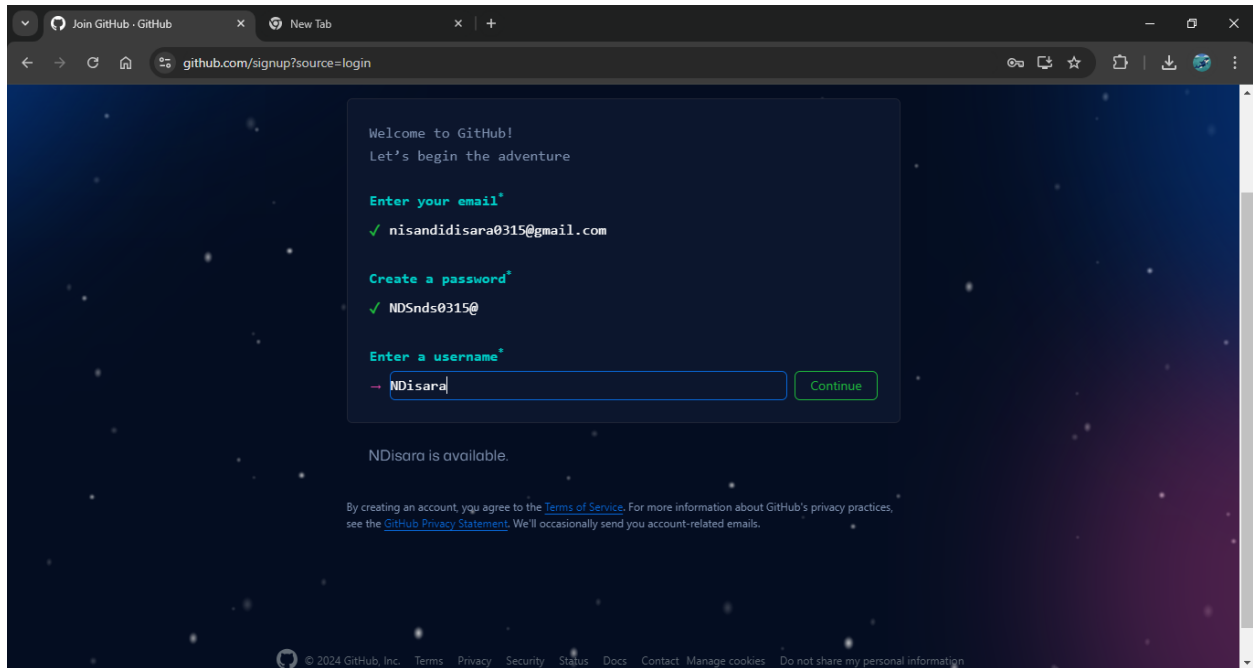 Join GitHub · GitHub
New Tab
github.com/signup?source=login
Welcome to GitHub!
Let's begin the adventure
Enter your email*
✓ nisandidisara0315@gmail.com
Create a password*
✓ NDSnds0315@
Enter a username*
→ NDisara
Continue
NDisara is available.
By creating an account, you agree to the Terms of Service. For more information about GitHub's privacy practices,
see the GitHub Privacy Statement. We'll occasionally send you account-related emails.
© 2024 GitHub, Inc. Terms Privacy Security Status Docs Contact Manage cookies Do not share my personal information